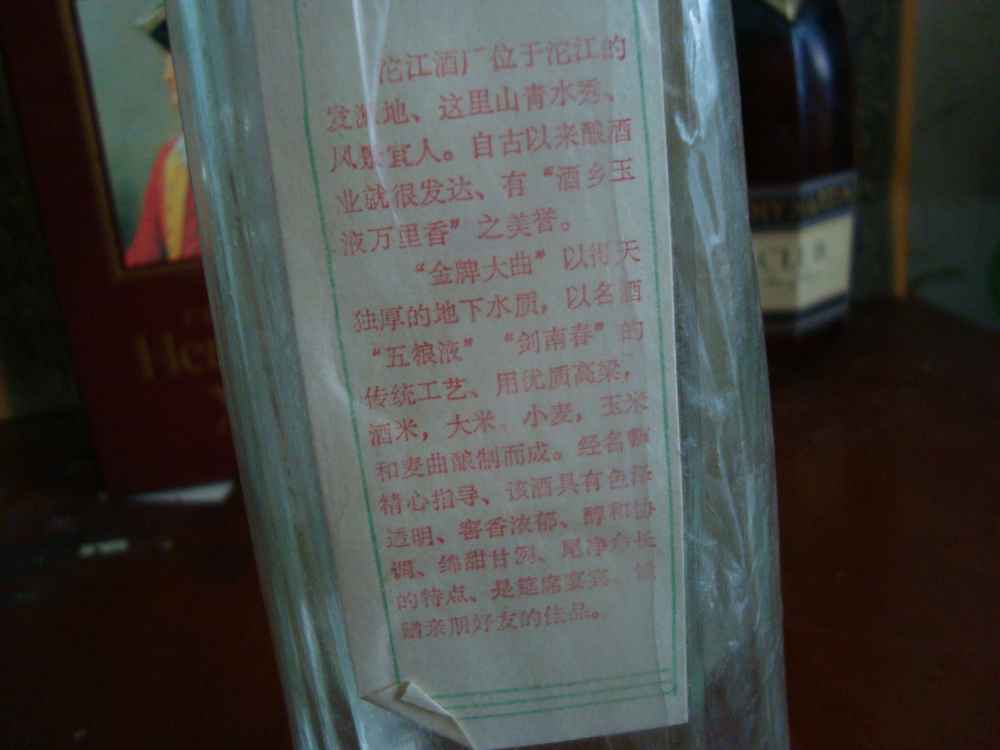 沱江酒厂位于沱江的
发源地、这里山青水秀、
风景宜人。自古以来酿酒
业就很发达、有“酒乡玉
液万里香”之美誉。
“金牌大曲”以得天
独厚的地下水质，以名酒
“五粮液”“剑南春”的
传统工艺、用优质高梁，
酒米，大米、小麦，玉米
和麦曲酿制而成。经名
精心指导、该酒具有色泽
透明、窖香浓郁、醇和协
调、绵甜甘冽、尾净余长
的特点、是筵席宴宾、馈
赠亲朋好友的佳品。
Hen
CLUB